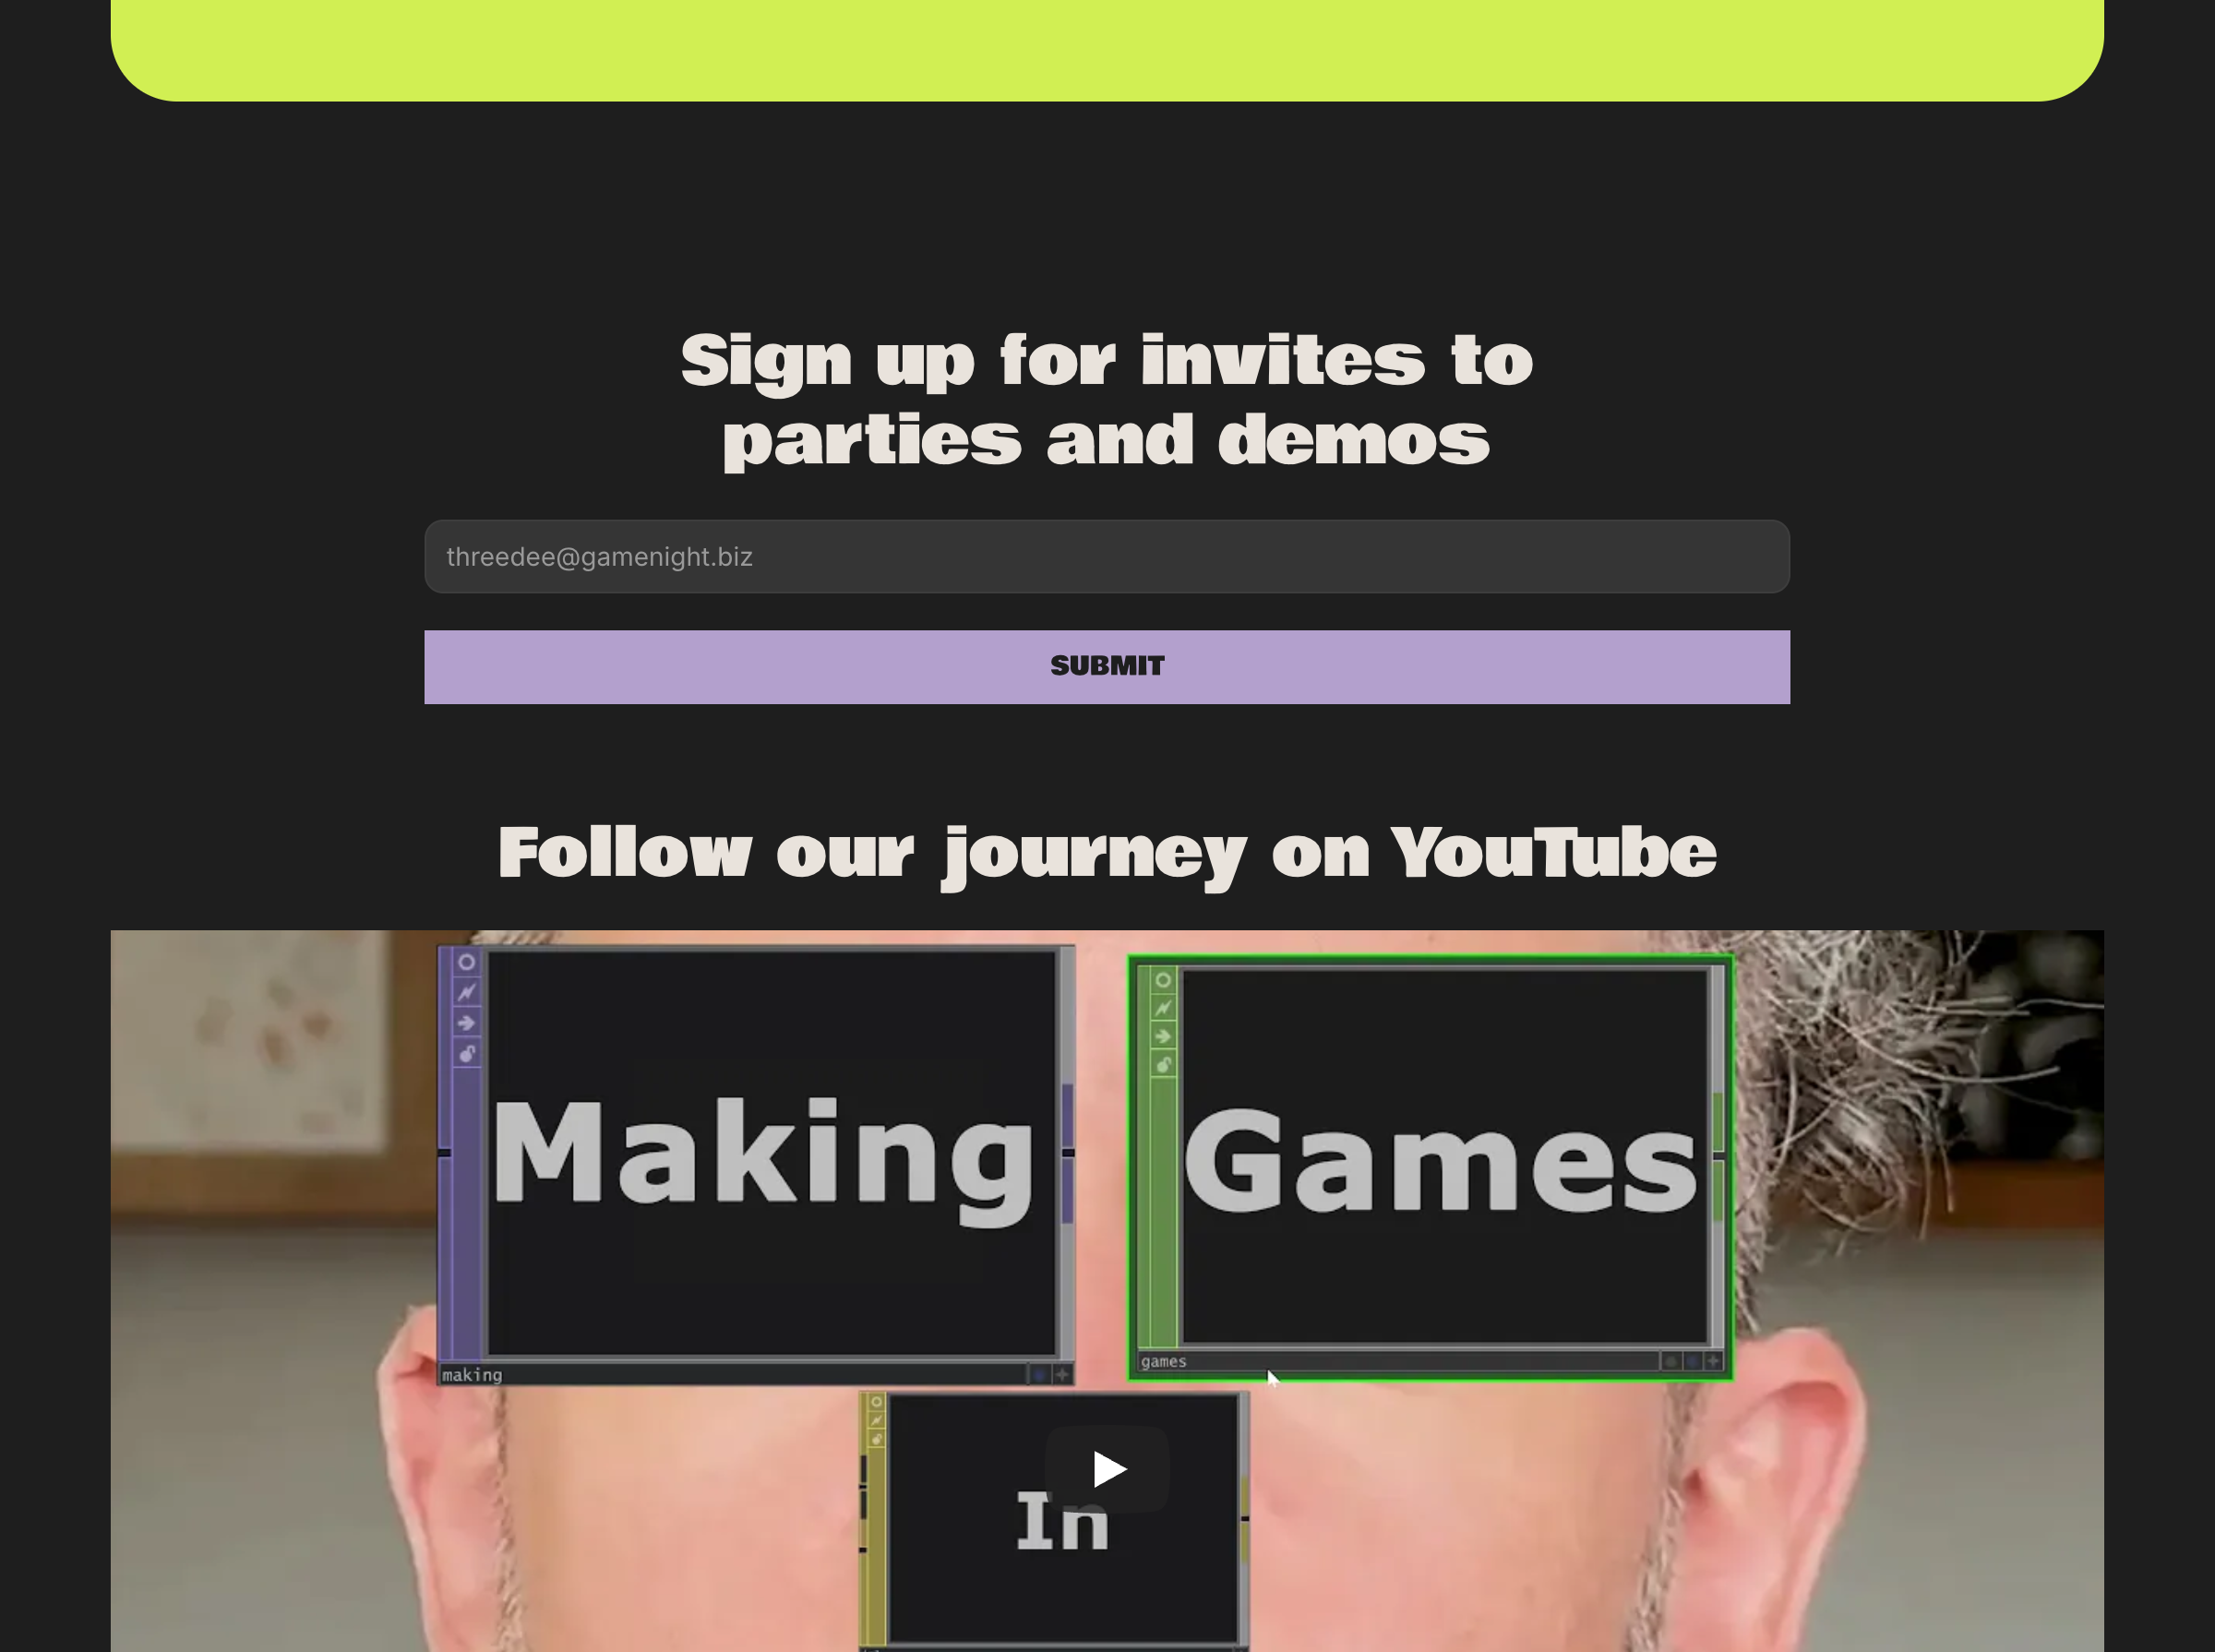 Sign up for invites to
parties and demos
threedee@gamenight.biz
SUBMIT
Follow our journey on YouTube
Making
Games
making
games
In